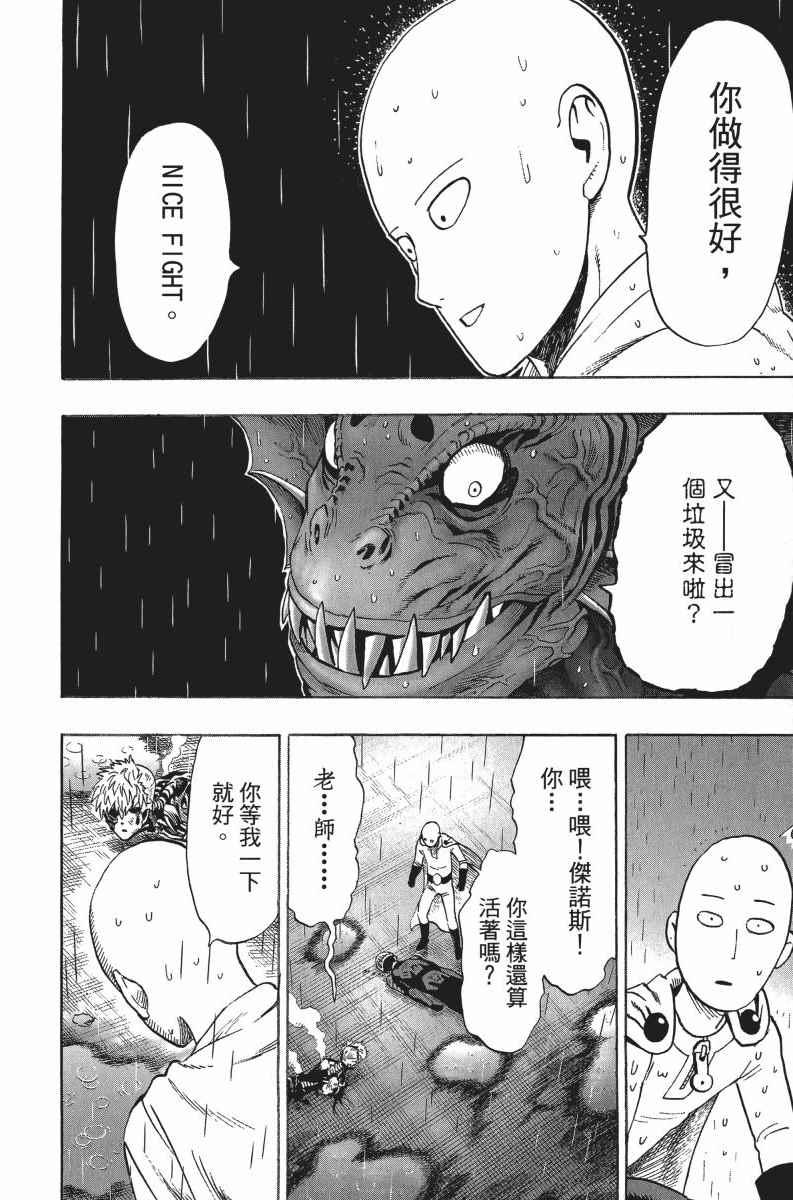 你做得很好，
NICE FIGHT。
又——冒出一
個垃圾來啦？
喂…喂！傑諾斯！
你…
你這樣還算
活著嗎？
老…師……
你等我一下
就好。